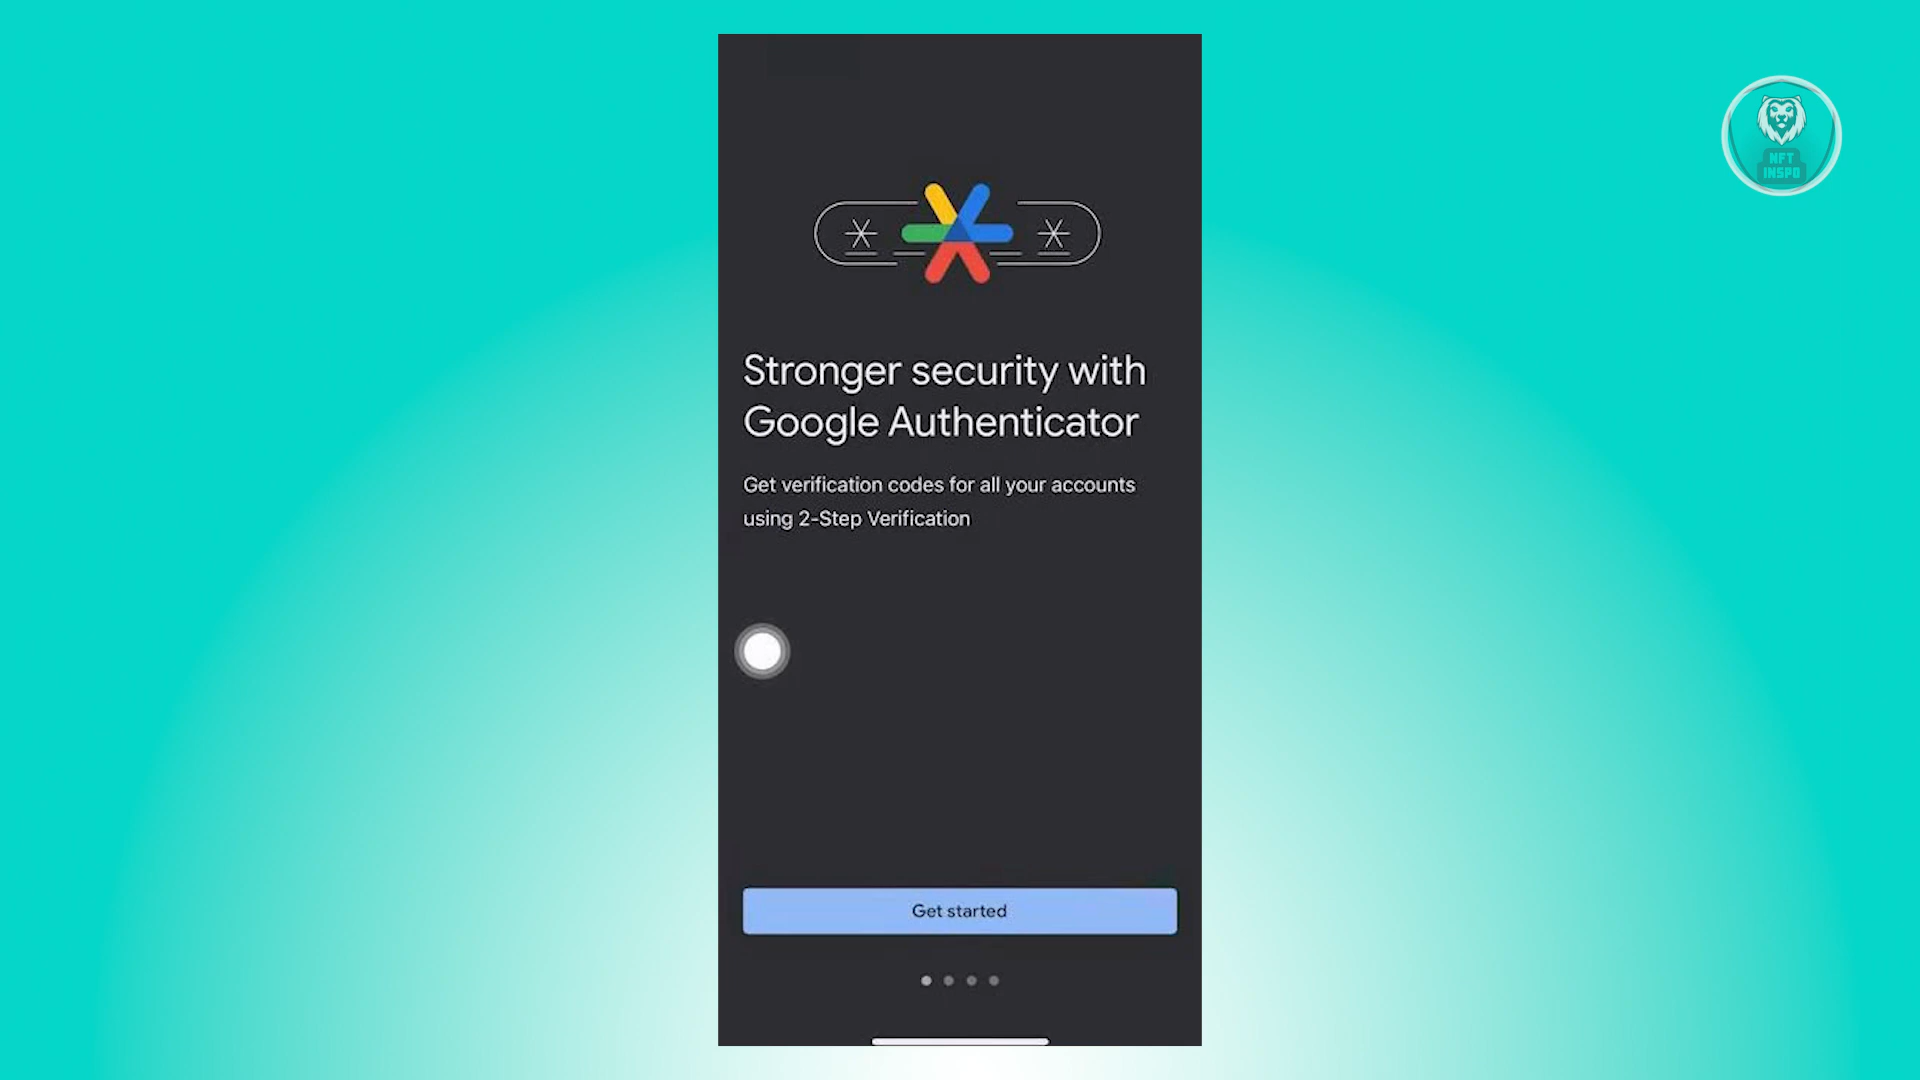 NFT
INSPO
Stronger security with
Google Authenticator
Get verification codes for all your accounts
using 2-Step Verification
Get started